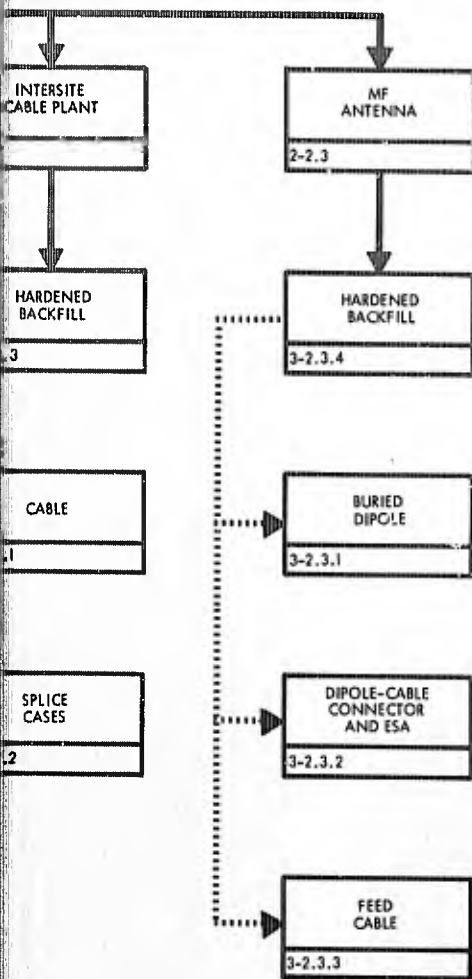 INTERSITE
CABLE PLANT
MF
ANTENNA
2-2.3
HARDENED
BACKFILL
.3
HARDENED
BACKFILL
3-2.3.4
CABLE
.1
BURIED
DIPOLE
3-2.3.1
SPLICE
CASES
.2
DIPOLE-CABLE
CONNECTOR
AND ESA
3-2.3.2
FEED
CABLE
3-2.3.3